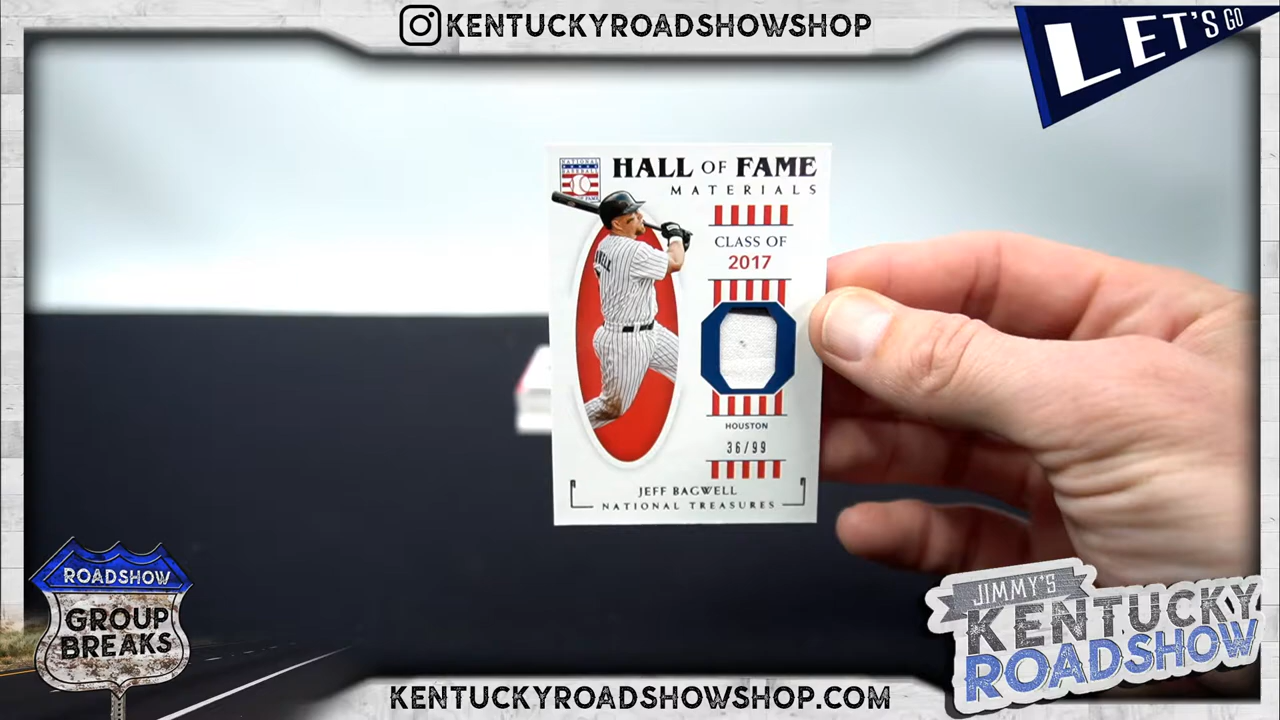 KENTUCKYROADSHOWSHOP
LET'S GO
HALL OF FAME
MATERIALS
CLASS OF
2017
HOUSTON
36/99
JEFF BAGWELL
NATIONAL TREASURES
ROADSHOW
GROUP
BREAKS
JIMMY'S
KENTUCKY
ROADSHOW
KENTUCKYROADSHOWSHOP.COM